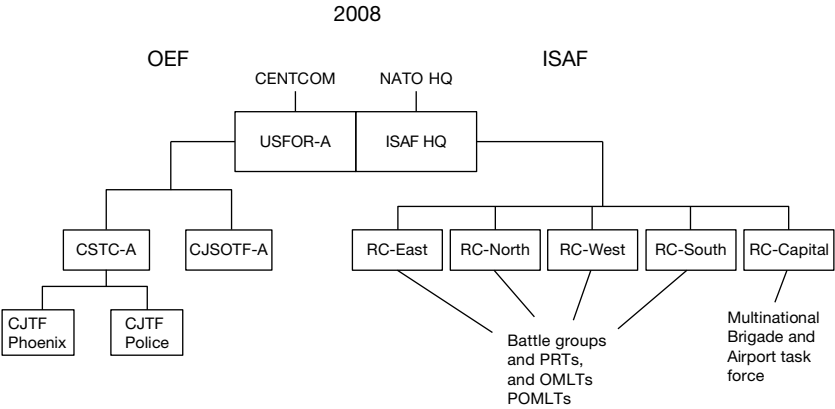 2008
OEF
ISAF
CENTCOM
NATO HQ
USFOR-A
ISAF HQ
CSTC-A
CJSOTF-A
RC-East
RC-North
RC-West
RC-South
RC-Capital
CJTF
Phoenix
CJTF
Police
Battle groups
and PRTs,
and OMLTs
POMLTs
Multinational
Brigade and
Airport task
force